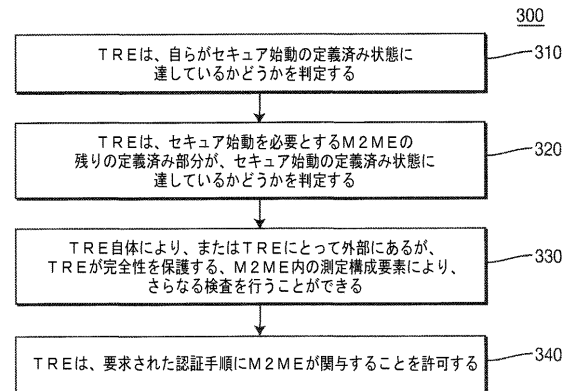 300
TREは、自らがセキュア始動の定義済み状態に
達しているかどうかを判定する
310
TREは、セキュア始動を必要とするM2MEの
残りの定義済み部分が、セキュア始動の定義済み状態に
達しているかどうかを判定する
320
TRE自体により、またはTREにとって外部にあるが、
TREが完全性を保護する、M2ME内の測定構成要素により、
さらなる検査を行うことができる
330
TREは、要求された認証手順にM2MEが関与することを許可する
340